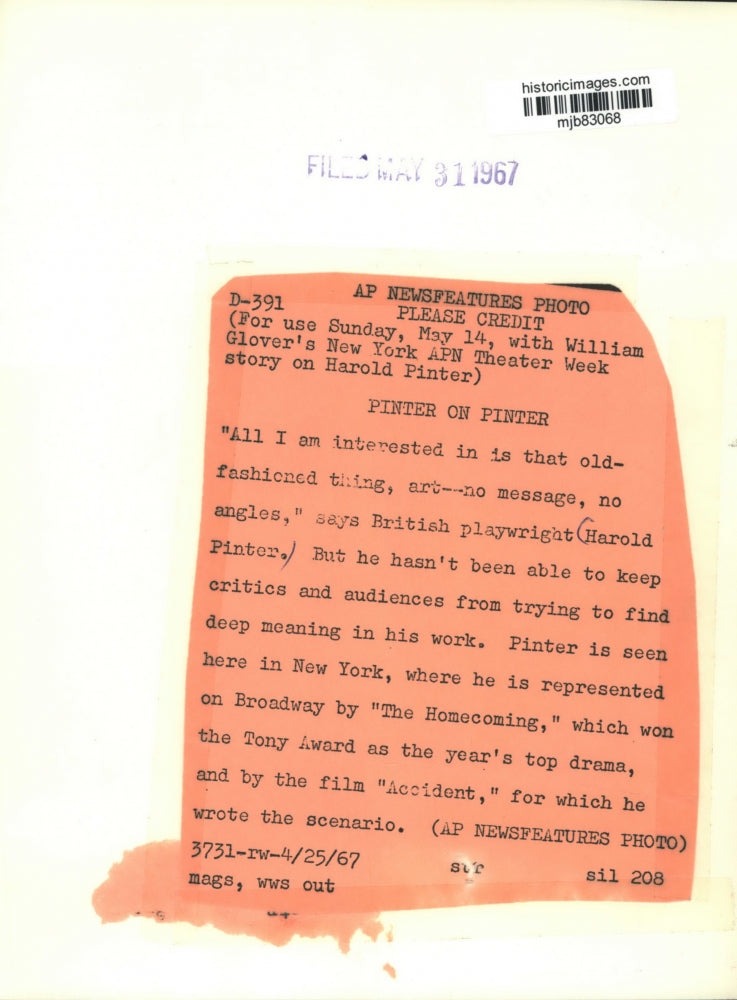 historicimages.com
mjb83068
FILED MAY 31 1967
AP NEWSFEATURES PHOTO
D-391
PLEASE CREDIT
(For use Sunday, May 14, with William
Glover's New York APN Theater Week
story on Harold Pinter)
PINTER ON PINTER
"All I am interested in is that old-
fashioned thing, art--no message, no
angles," says British playwright (Harold
Pinter.) But he hasn't been able to keep
critics and audiences from trying to find
deep meaning in his work. Pinter is seen
here in New York, where he is represented
on Broadway by "The Homecoming," which won
the Tony Award as the year's top drama,
and by the film "Accident," for which he
wrote the scenario. (AP NEWSFEATURES PHOTO)
3731-rw-4/25/67
sil 208
mags, wws out